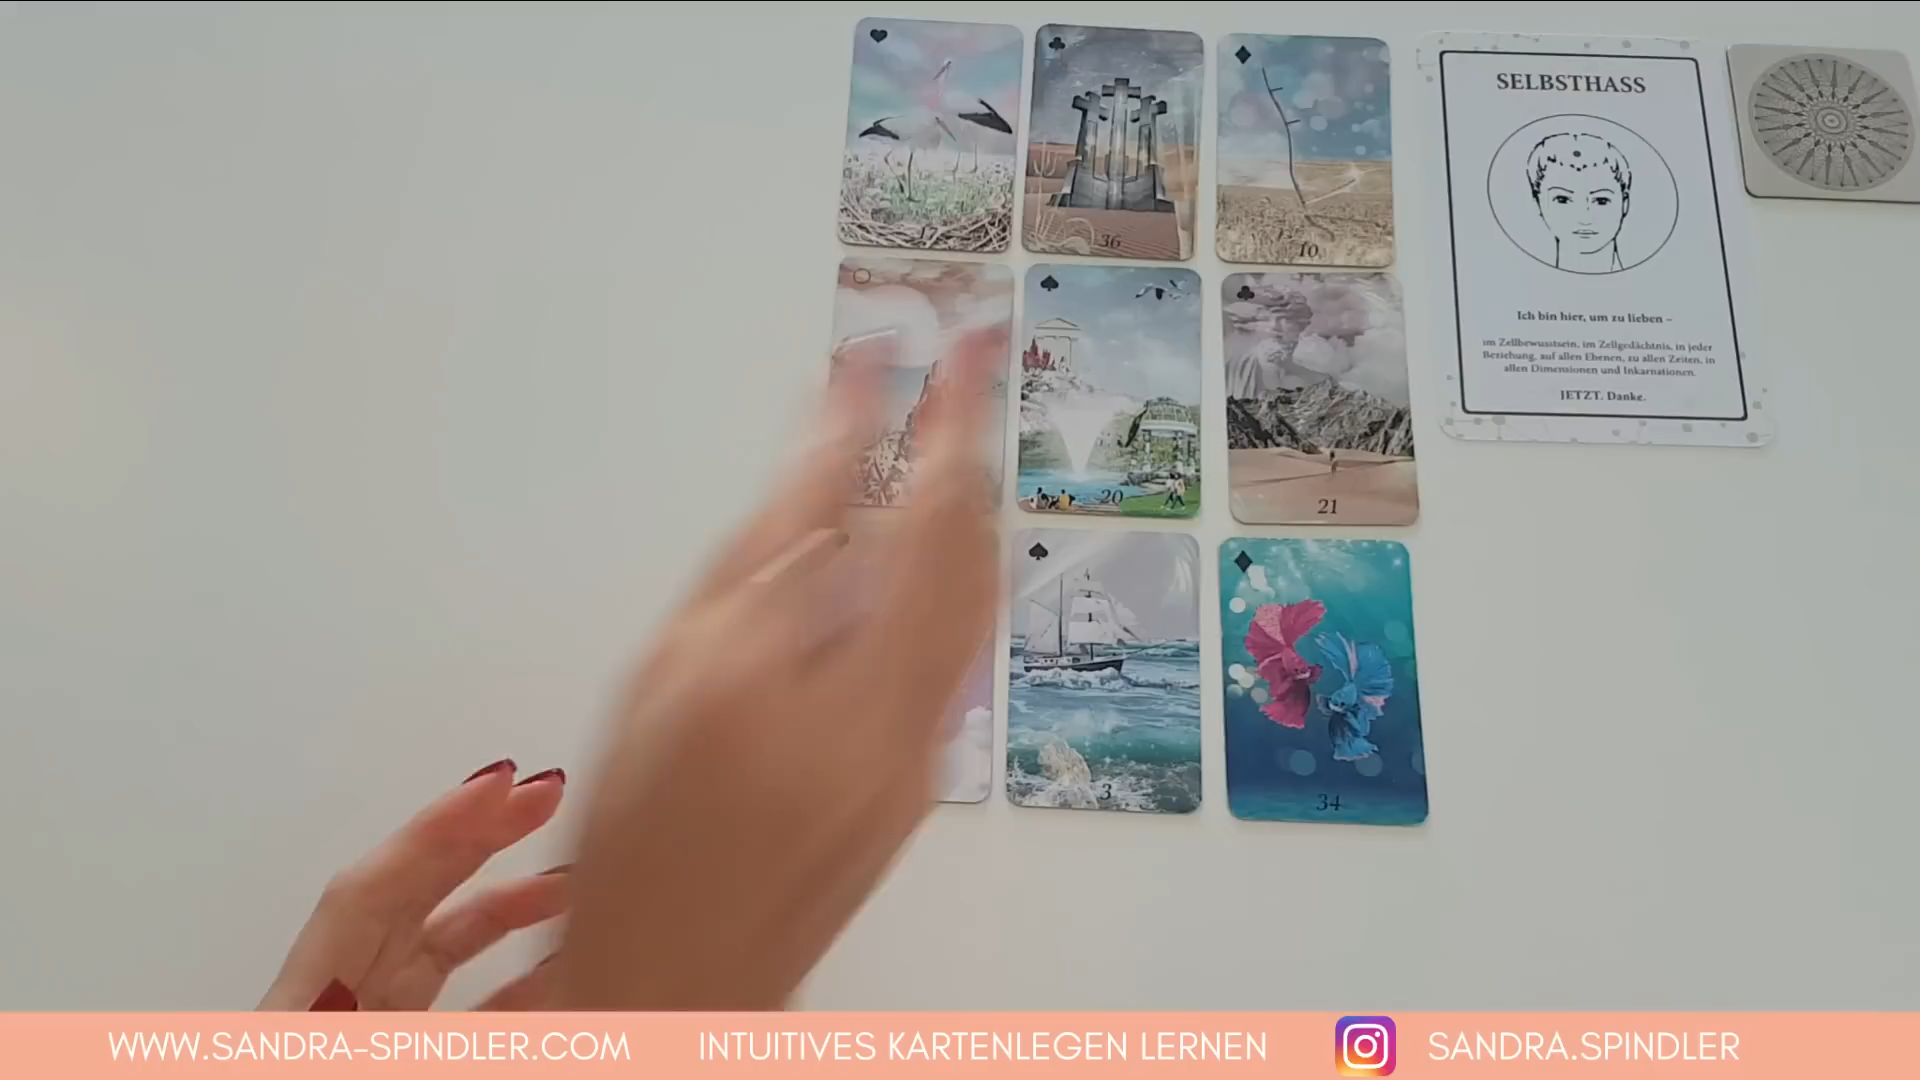 17
36
10
20
21
3
34
SELBSTHASS
Ich bin hier, um zu lieben –
im Zellbewusstsein, im Zellgedächtnis, in jeder
Beziehung, auf allen Ebenen, zu allen Zeiten, in
allen Dimensionen und Inkarnationen.
JETZT. Danke.
WWW.SANDRA-SPINDLER.COM
INTUITIVES KARTENLEGEN LERNEN
SANDRA.SPINDLER